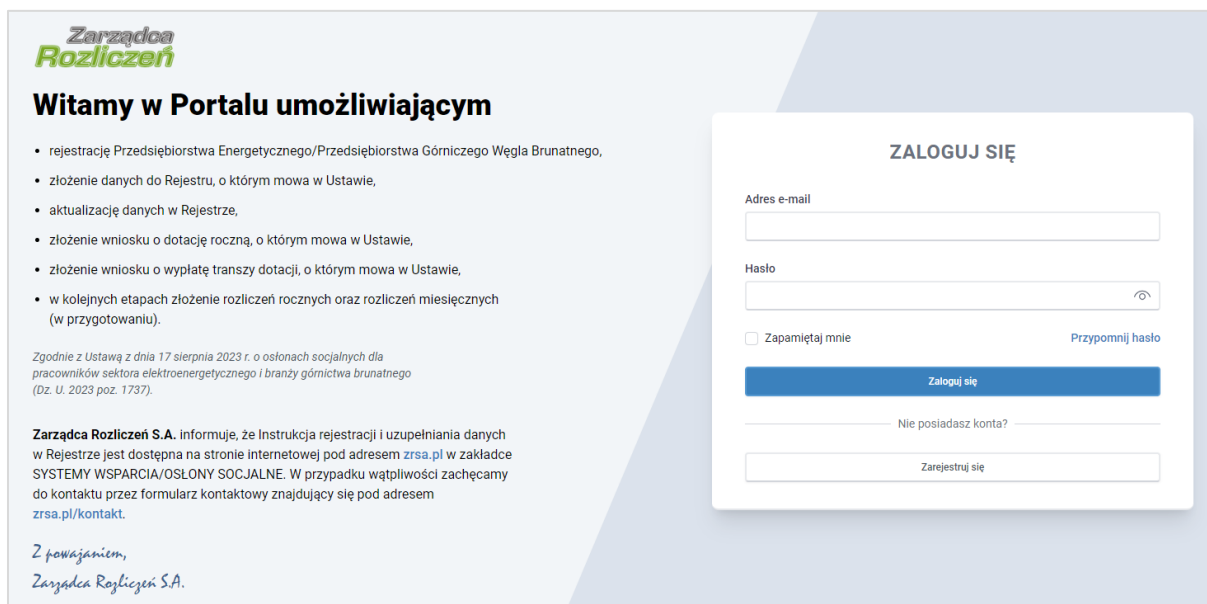 Zarządca
Rozliczeń
Witamy w Portalu umożliwiającym
• rejestrację Przedsiębiorstwa Energetycznego/Przedsiębiorstwa Górniczego Węgla Brunatnego,
• złożenie danych do Rejestru, o którym mowa w Ustawie,
• aktualizację danych w Rejestrze,
• złożenie wniosku o dotację roczną, o którym mowa w Ustawie,
• złożenie wniosku o wypłatę transzy dotacji, o którym mowa w Ustawie,
• w kolejnych etapach złożenie rozliczeń rocznych oraz rozliczeń miesięcznych
(w przygotowaniu).
Zgodnie z Ustawą z dnia 17 sierpnia 2023 r. o osłonach socjalnych dla
pracowników sektora elektroenergetycznego i branży górnictwa brunatnego
(Dz. U. 2023 poz. 1737).
Zarządca Rozliczeń S.A. informuje, że Instrukcja rejestracji i uzupełniania danych
w Rejestrze jest dostępna na stronie internetowej pod adresem zrsa.pl w zakładce
SYSTEMY WSPARCIA/OSŁONY SOCJALNE. W przypadku wątpliwości zachęcamy
do kontaktu przez formularz kontaktowy znajdujący się pod adresem
zrsa.pl/kontakt.
Z poważaniem,
Zarządca Rozliczeń S.A.
ZALOGUJ SIĘ
Adres e-mail
Hasło
Zapamiętaj mnie
Przypomnij hasło
Zaloguj się
Nie posiadasz konta?
Zarejestruj się